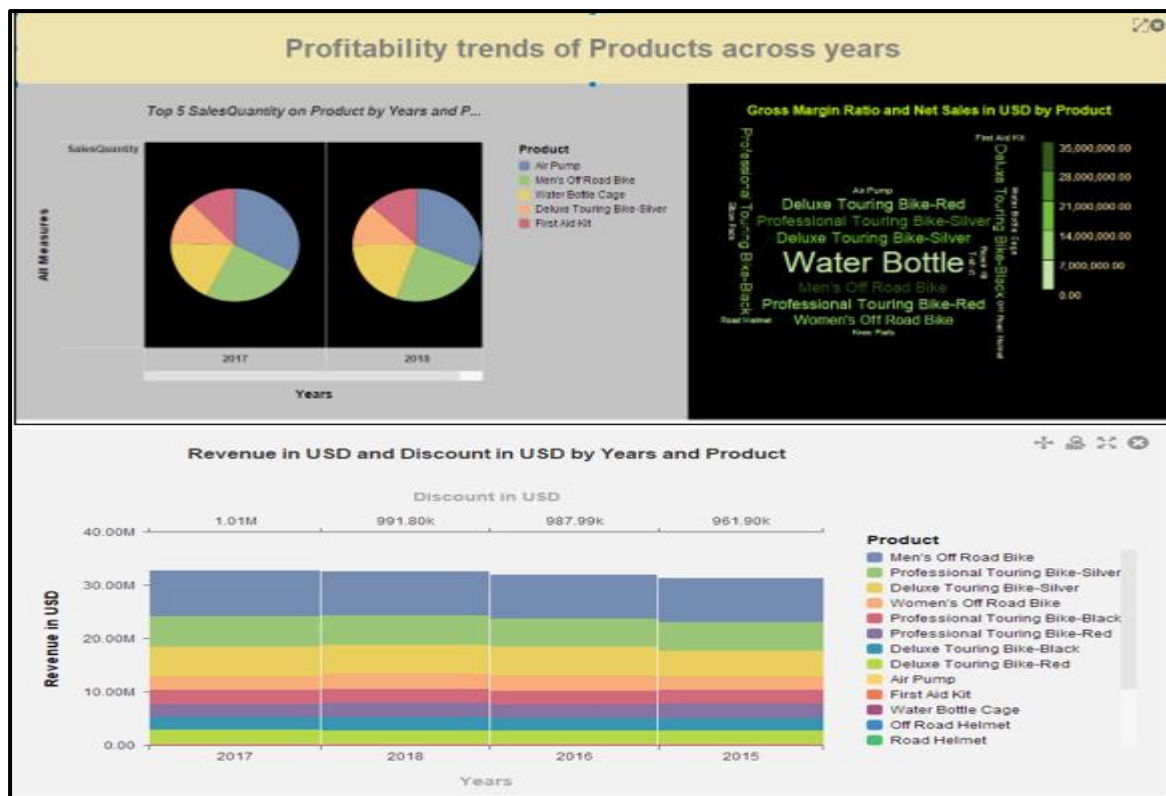 Profitability trends of Products across years
Top 5 SalesQuantity on Product by Years and P...
SalesQuantity
All Measures
2017
2018
Years
Product
Air Pump
Men's Off Road Bike
Water Bottle Cage
Deluxe Touring Bike-Silver
First Aid Kit
Gross Margin Ratio and Net Sales in USD by Product
First Aid Kit
Professional Touring Bike-Black
Air Pump
Deluxe Touring Bike-Red
Professional Touring Bike-Silver
Deluxe Touring Bike-Silver
Water Bottle
Men's Off Road Bike
Professional Touring Bike-Red
Road Helmet
Women's Off Road Bike
Knee Pads
Deluxe Touring Bike-Black
Water Bottle Cage
Off Road Helmet
35,000,000.00
28,000,000.00
21,000,000.00
14,000,000.00
7,000,000.00
0.00
Revenue in USD and Discount in USD by Years and Product
Discount in USD
1.01M
991.80k
987.99k
961.90k
40.00M
30.00M
20.00M
10.00M
0.00
Revenue in USD
2017
2018
2016
2015
Years
Product
Men's Off Road Bike
Professional Touring Bike-Silver
Deluxe Touring Bike-Silver
Women's Off Road Bike
Professional Touring Bike-Black
Professional Touring Bike-Red
Deluxe Touring Bike-Black
Deluxe Touring Bike-Red
Air Pump
First Aid Kit
Water Bottle Cage
Off Road Helmet
Road Helmet